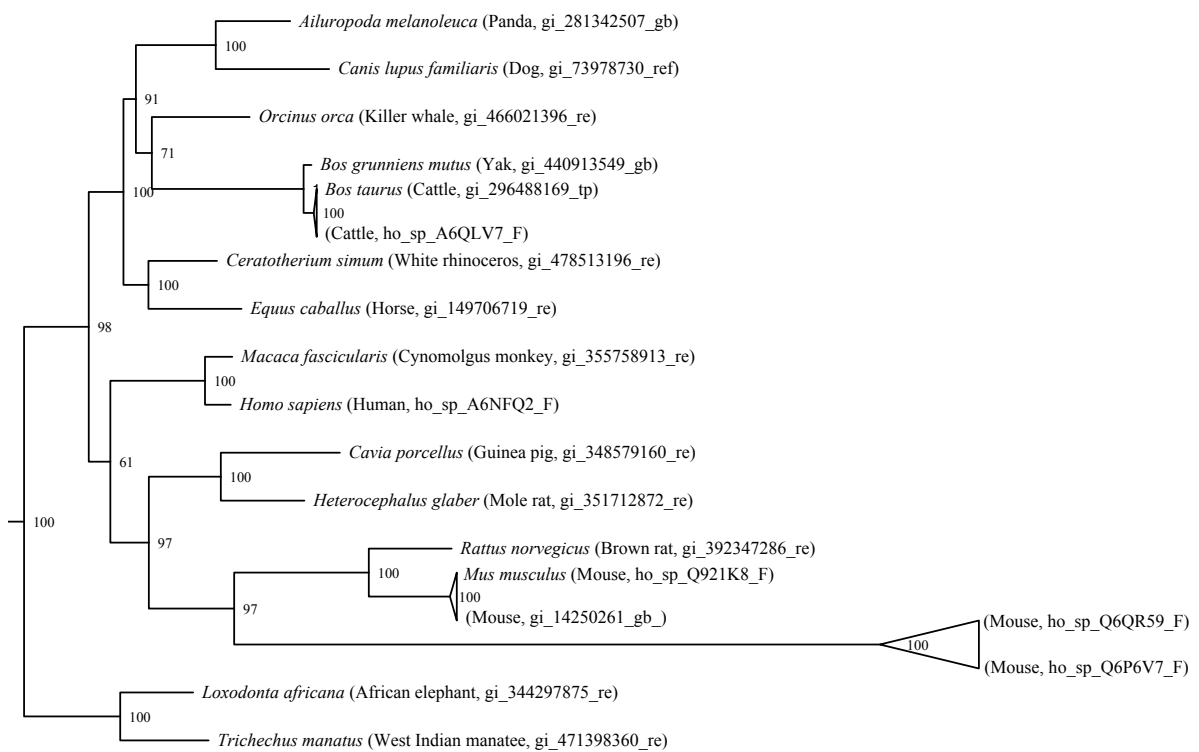 Ailuropoda melanoleuca (Panda, gi_281342507_gb)
100
Canis lupus familiaris (Dog, gi_73978730_ref)
91
Orcinus orca (Killer whale, gi_466021396_re)
71
Bos grunniens mutus (Yak, gi_440913549_gb)
100
Bos taurus (Cattle, gi_296488169_tp)
100
(Cattle, ho_sp_A6QLV7_F)
Ceratotherium simum (White rhinoceros, gi_478513196_re)
100
Equus caballus (Horse, gi_149706719_re)
98
Macaca fascicularis (Cynomolgus monkey, gi_355758913_re)
100
Homo sapiens (Human, ho_sp_A6NFQ2_F)
Cavia porcellus (Guinea pig, gi_348579160_re)
61
100
Heterocephalus glaber (Mole rat, gi_351712872_re)
100
97
Rattus norvegicus (Brown rat, gi_392347286_re)
100
Mus musculus (Mouse, ho_sp_Q921K8_F)
100
97
(Mouse, gi_14250261_gb_)
(Mouse, ho_sp_Q6QR59_F)
100
(Mouse, ho_sp_Q6P6V7_F)
Loxodonta africana (African elephant, gi_344297875_re)
100
Trichechus manatus (West Indian manatee, gi_471398360_re)